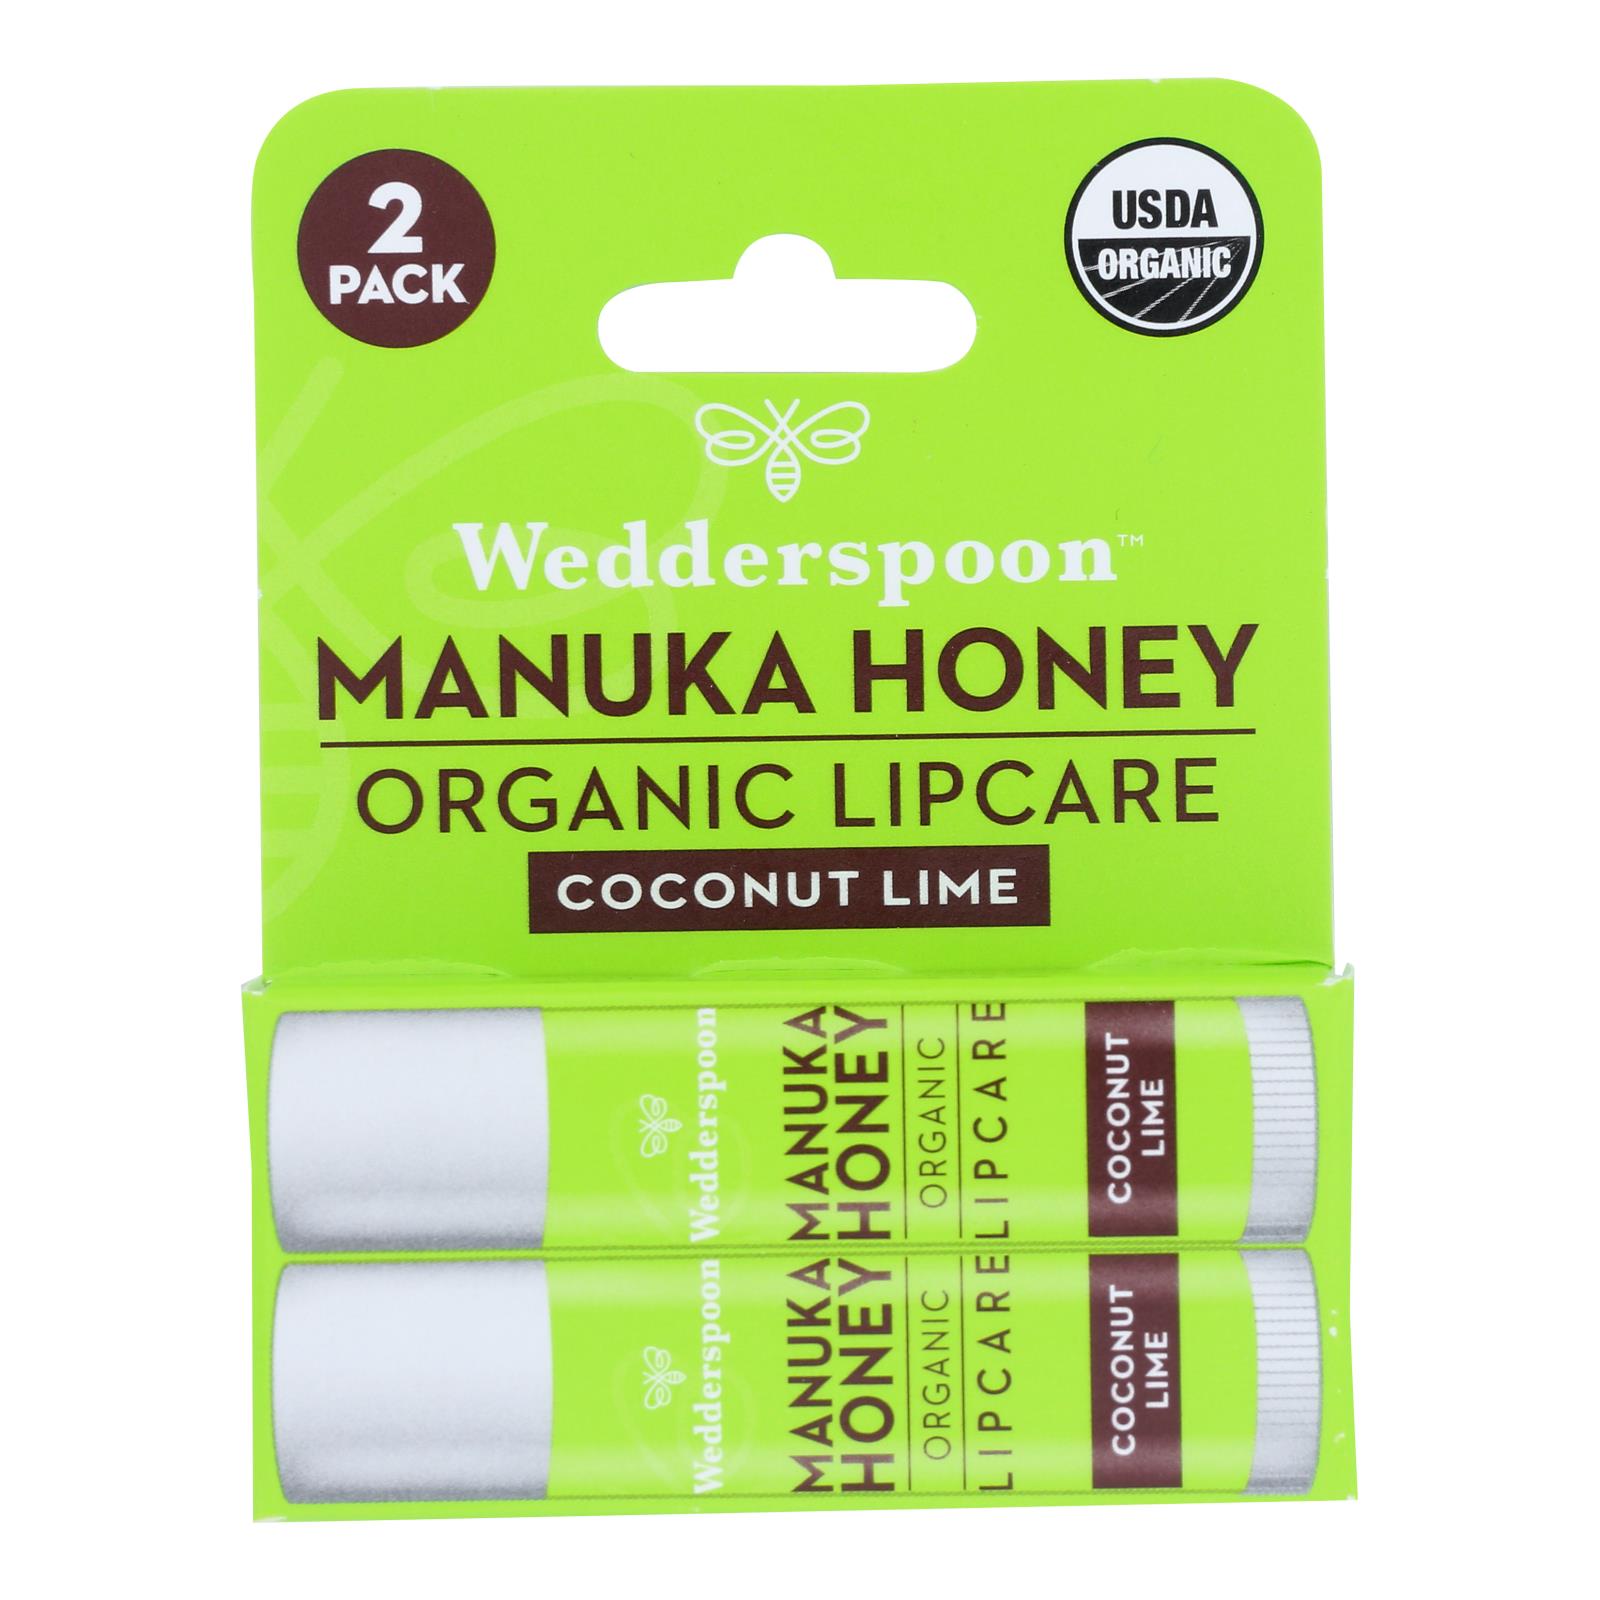 2
PACK
USDA
ORGANIC
Wedderspoon™
MANUKA HONEY
ORGANIC LIPCARE
COCONUT LIME
Wedderspoon
MANUKA
HONEY
ORGANIC
LIPCARE
COCONUT
LIME
Wedderspoon
MANUKA
HONEY
ORGANIC
LIPCARE
COCONUT
LIME